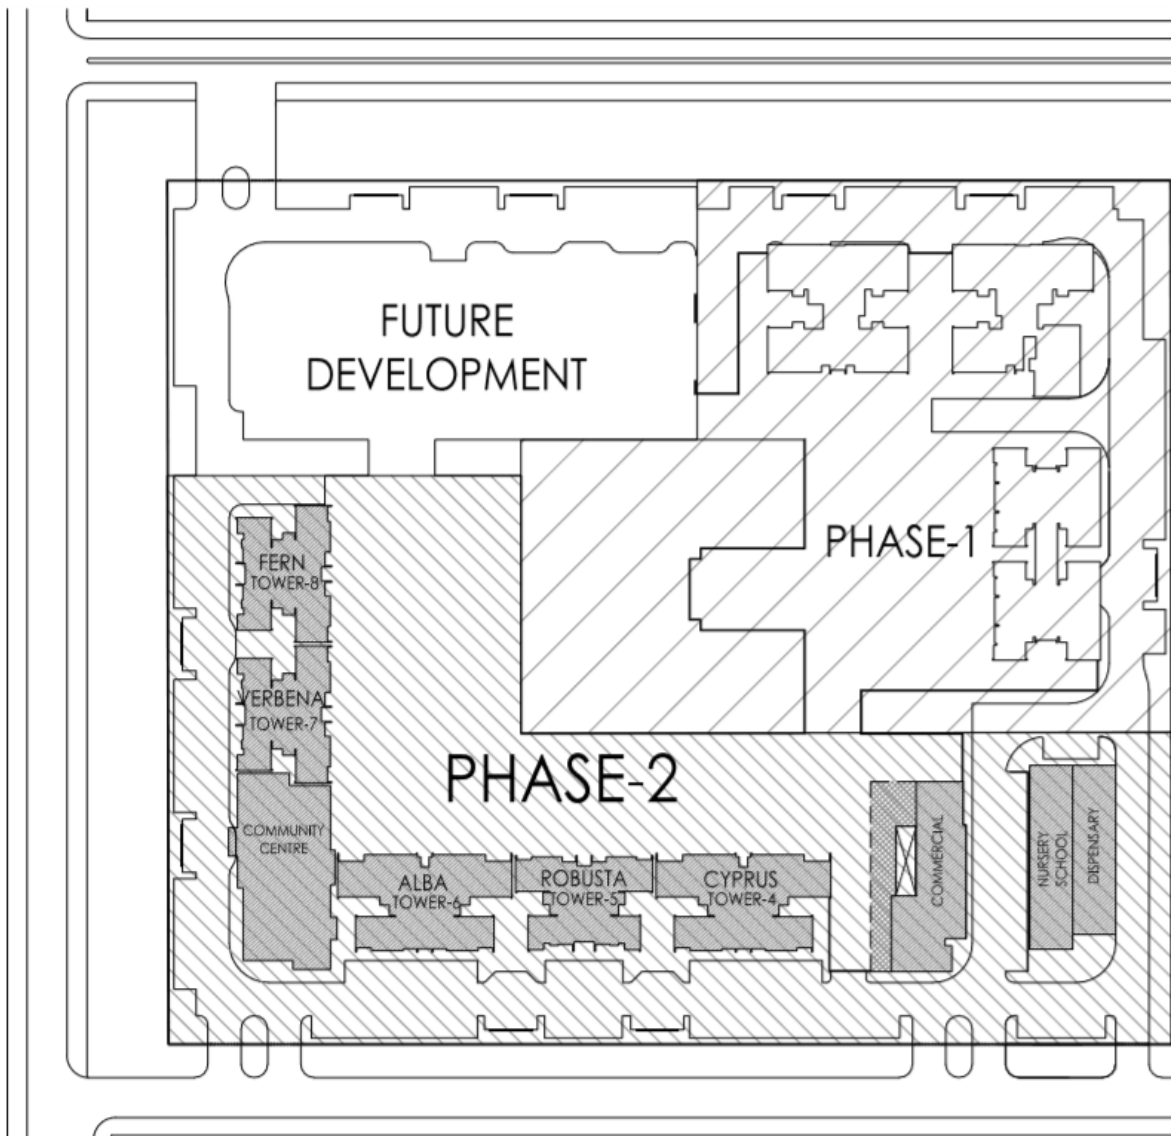 FUTURE
DEVELOPMENT
PHASE-1
FERN
TOWER-8
VERBENA
TOWER-7
PHASE-2
COMMUNITY
CENTRE
ALBA
TOWER-6
ROBUSTA
TOWER-5
CYPRUS
TOWER-4
COMMERCIAL
NURSERY
SCHOOL
DISPENSARY